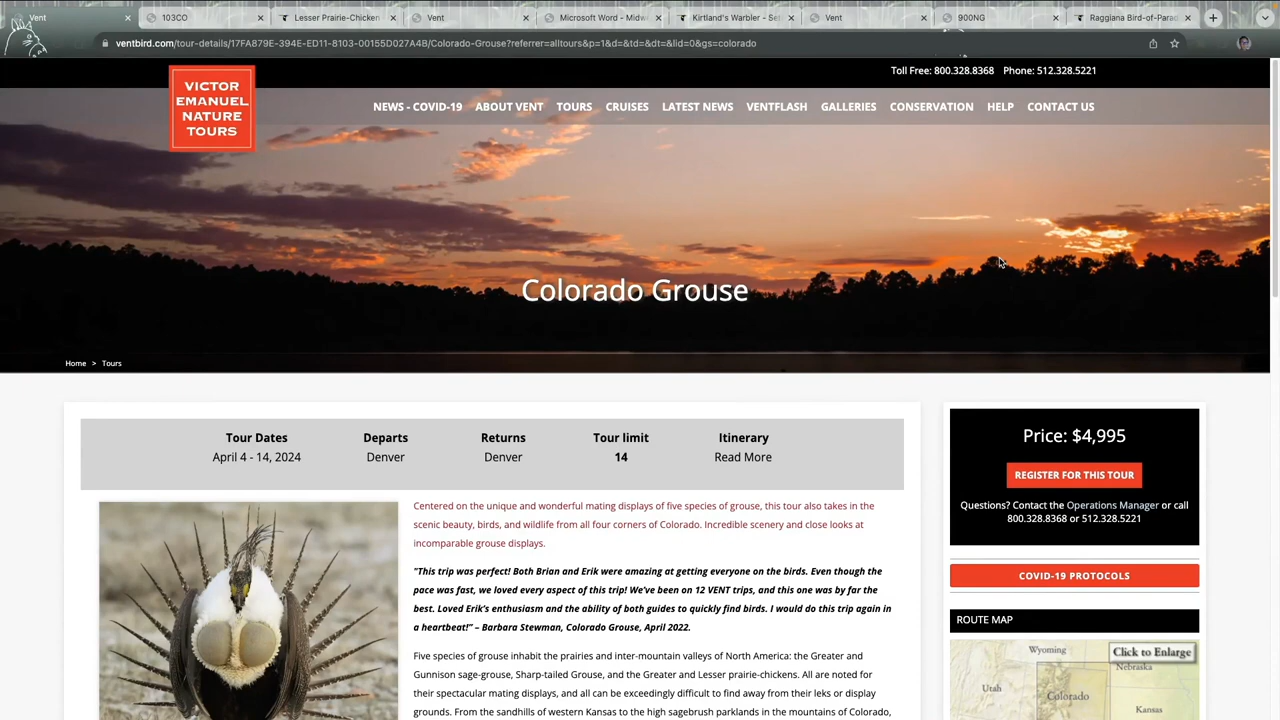 Vent
103CO
Lesser Prairie-Chicken
Vent
Microsoft Word - Midw
Kirtland's Warbler - Se
Vent
900NG
Raggiana Bird-of-Parad
ventbird.com/tour-details/17FA879E-394E-ED11-8103-00155D027A4B/Colorado-Grouse?referrer=alltours&p=1&d=&td=&dt=&lid=0&gs=colorado
Toll Free: 800.328.8368 Phone: 512.328.5221
VICTOR
EMANUEL
NATURE
TOURS
NEWS - COVID-19 ABOUT VENT TOURS CRUISES LATEST NEWS VENTFLASH GALLERIES CONSERVATION HELP CONTACT US
Colorado Grouse
Home > Tours
Tour Dates Departs Returns Tour limit Itinerary
April 4 - 14, 2024 Denver Denver 14 Read More
Centered on the unique and wonderful mating displays of five species of grouse, this tour also takes in the
scenic beauty, birds, and wildlife from all four corners of Colorado. Incredible scenery and close looks at
incomparable grouse displays.
"This trip was perfect! Both Brian and Erik were amazing at getting everyone on the birds. Even though the
pace was fast, we loved every aspect of this trip! We've been on 12 VENT trips, and this one was by far the
best. Loved Erik's enthusiasm and the ability of both guides to quickly find birds. I would do this trip again in
a heartbeat!" – Barbara Stewman, Colorado Grouse, April 2022.
Five species of grouse inhabit the prairies and inter-mountain valleys of North America: the Greater and
Gunnison sage-grouse, Sharp-tailed Grouse, and the Greater and Lesser prairie-chickens. All are noted for
their spectacular mating displays, and all can be exceedingly difficult to find away from their leks or display
grounds. From the sandhills of western Kansas to the high sagebrush parklands in the mountains of Colorado,
Price: $4,995
REGISTER FOR THIS TOUR
Questions? Contact the Operations Manager or call
800.328.8368 or 512.328.5221
COVID-19 PROTOCOLS
ROUTE MAP
Click to Enlarge
Wyoming
Nebraska
Utah
Colorado
Kansas